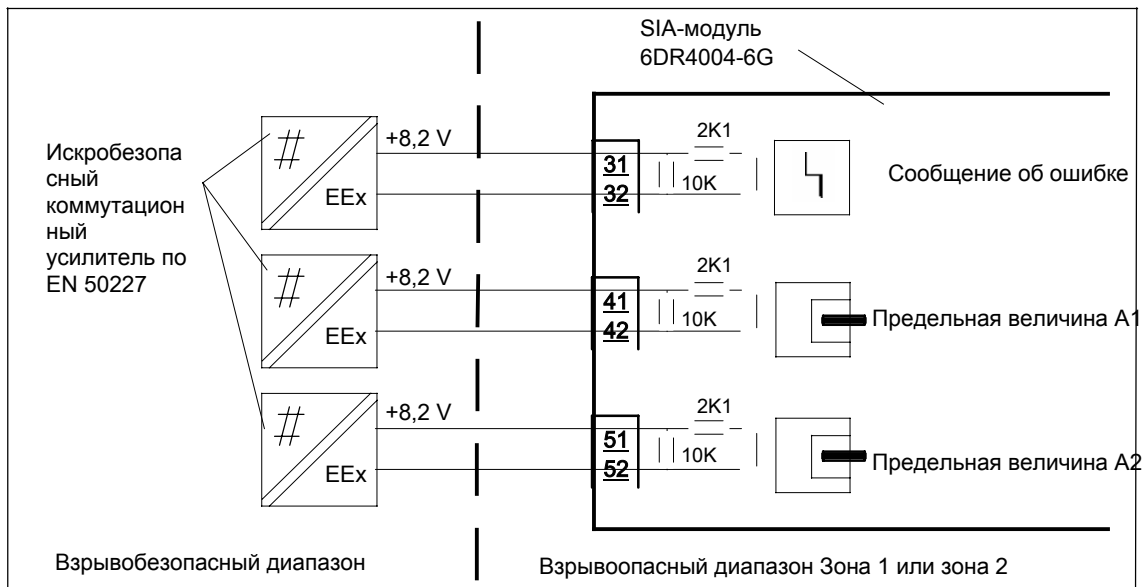 SIA-модуль
6DR4004-6G
Искробезопа
сный
коммутацион
ный
усилитель по
EN 50227
+8,2 V
EEx
31
32
2K1
10K
Сообщение об ошибке
+8,2 V
EEx
41
42
2K1
10K
Предельная величина A1
+8,2 V
EEx
51
52
2K1
10K
Предельная величина A2
Взрывобезопасный диапазон
Взрывоопасный диапазон Зона 1 или зона 2